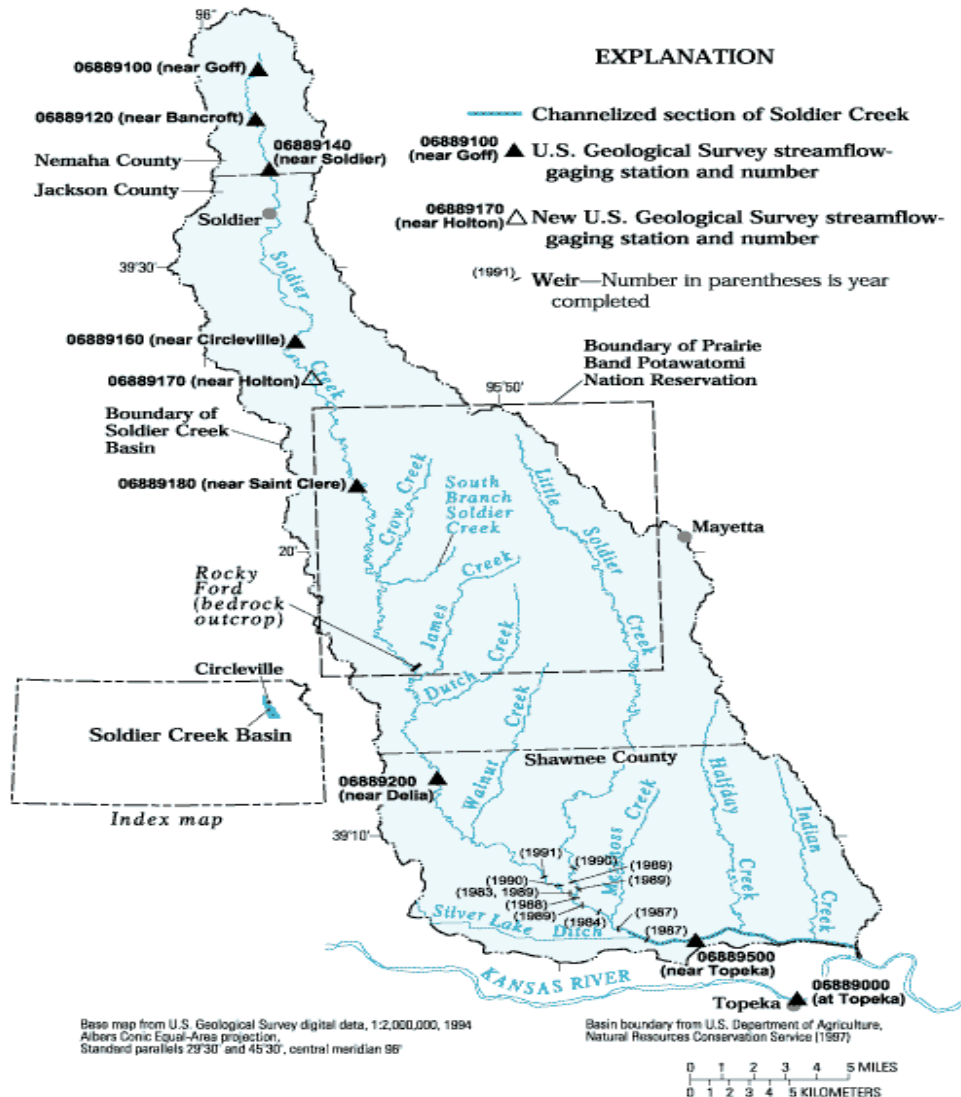 96°
EXPLANATION
06889100 (near Goff)
Channelized section of Soldier Creek
06889120 (near Bancroft)
06889140
(near Soldier)
06889100
(near Goff)
U.S. Geological Survey streamflow-
gaging station and number
Nemaha County
Jackson County
Soldier
06889170
(near Holton)
New U.S. Geological Survey streamflow-
gaging station and number
39°30'
Soldier
(1991)
Weir—Number in parentheses is year
completed
06889160 (near Circleville)
Boundary of Prairie
Band Potawatomi
Nation Reservation
06889170 (near Holton)
Creek
95°50'
Boundary of
Soldier Creek
Basin
06889180 (near Saint Clere)
Crow Creek
South
Branch
Soldier
Creek
Little
Soldier
Creek
Mayetta
20'
Rocky
Ford
(bedrock
outcrop)
James
Creek
Dutch
Creek
Circleville
Soldier Creek Basin
Index map
Walnut
Creek
Shawnee County
06889200
(near Delia)
Halfday
Creek
Indian
Creek
39°10'
Creek
(1991)
(1990)
(1989)
(1990)
(1989)
(1983, 1989)
(1988)
(1989)
(1984)
(1987)
(1987)
Silver Lake Ditch
06889500
(near Topeka)
KANSAS RIVER
06889000
(at Topeka)
Topeka
Base map from U.S. Geological Survey digital data, 1:2,000,000, 1994
Albers Conic Equal-Area projection,
Standard parallels 29°30' and 45°30', central meridian 96°
Basin boundary from U.S. Department of Agriculture,
Natural Resources Conservation Service (1997)
0 1 2 3 4 5 MILES
0 1 2 3 4 5 KILOMETERS